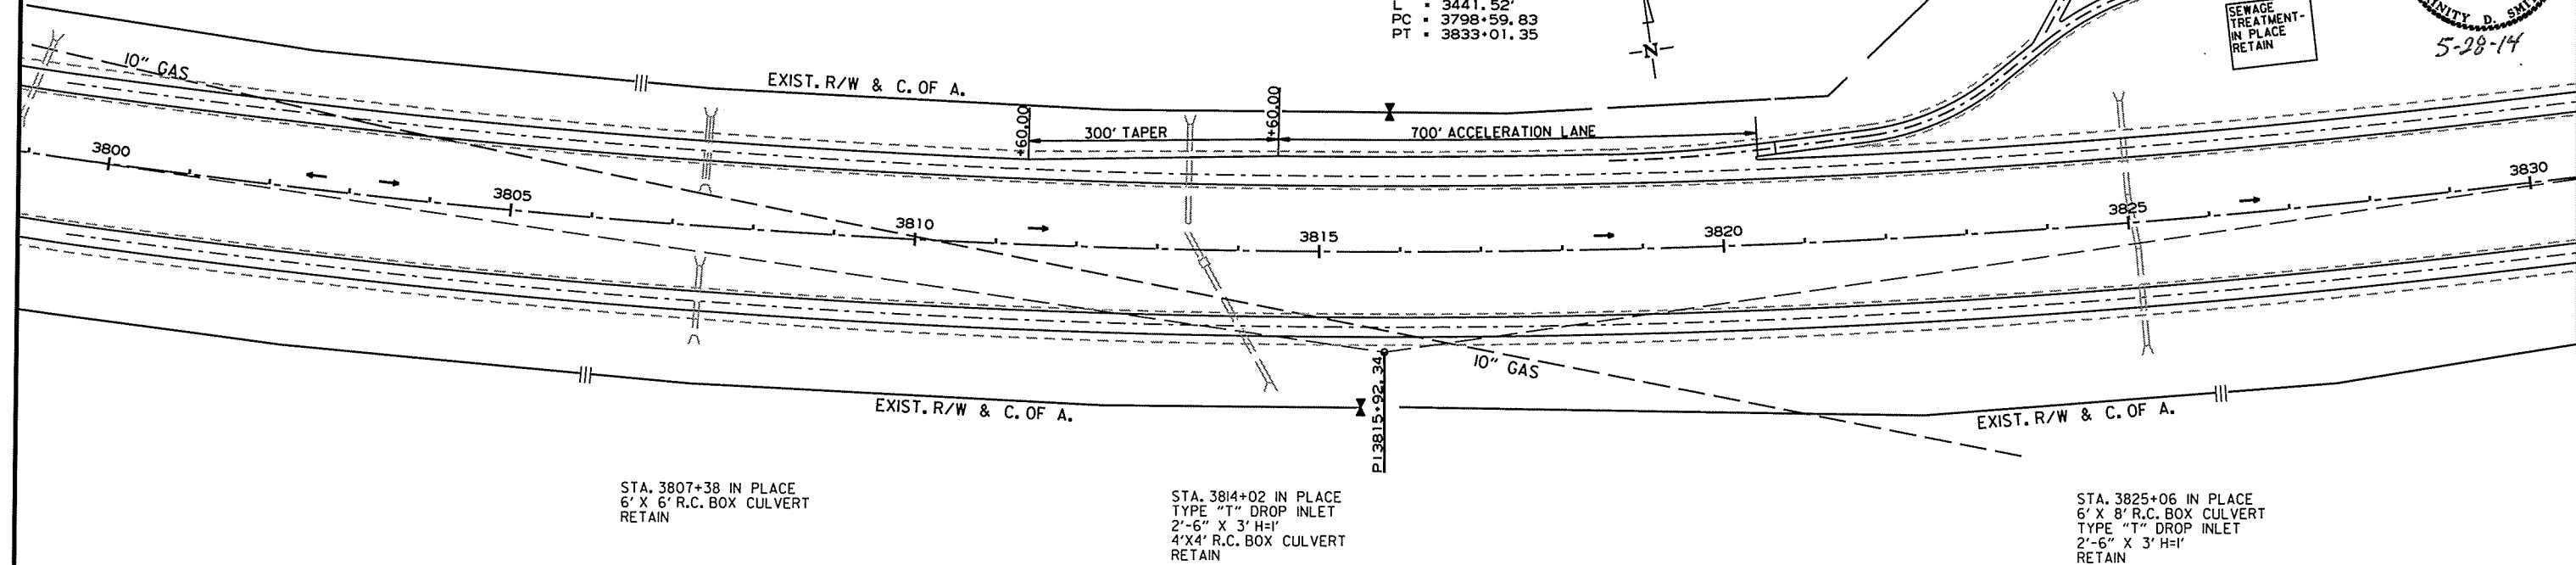 L = 3441.52'
PC = 3798+59.83
PT = 3833+01.35
N
SEWAGE
TREATMENT-
IN PLACE
RETAIN
INITY D. SMI
5-28-14
10" GAS
EXIST. R/W & C. OF A.
+60.00
300' TAPER
+60.00
700' ACCELERATION LANE
3800
3805
3810
3815
3820
3825
3830
10" GAS
PI3815+92.34
EXIST. R/W & C. OF A.
EXIST. R/W & C. OF A.
STA. 3807+38 IN PLACE
6' X 6' R.C. BOX CULVERT
RETAIN
STA. 3814+02 IN PLACE
TYPE "T" DROP INLET
2'-6" X 3' H=1'
4'X4' R.C. BOX CULVERT
RETAIN
STA. 3825+06 IN PLACE
6' X 8' R.C. BOX CULVERT
TYPE "T" DROP INLET
2'-6" X 3' H=1'
RETAIN